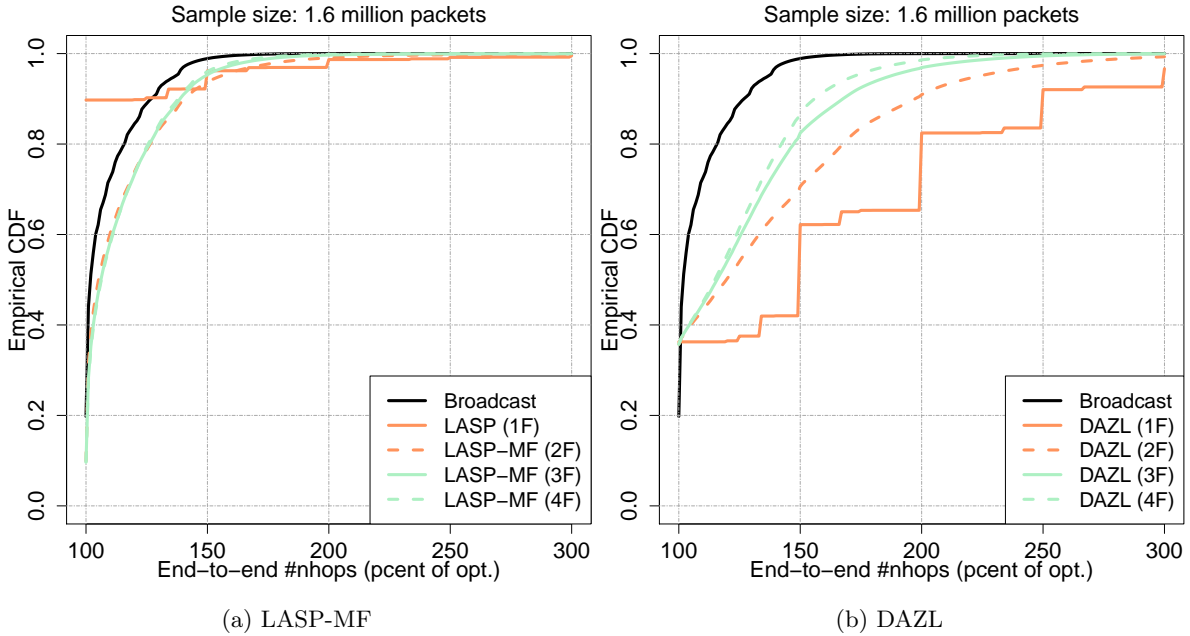 Sample size: 1.6 million packets
Empirical CDF
1.0
0.8
0.6
0.4
0.2
0.0
Broadcast
LASP (1F)
LASP−MF (2F)
LASP−MF (3F)
LASP−MF (4F)
100 150 200 250 300
End−to−end #nhops (pcent of opt.)
(a) LASP-MF
Sample size: 1.6 million packets
Empirical CDF
1.0
0.8
0.6
0.4
0.2
0.0
Broadcast
DAZL (1F)
DAZL (2F)
DAZL (3F)
DAZL (4F)
100 150 200 250 300
End−to−end #nhops (pcent of opt.)
(b) DAZL